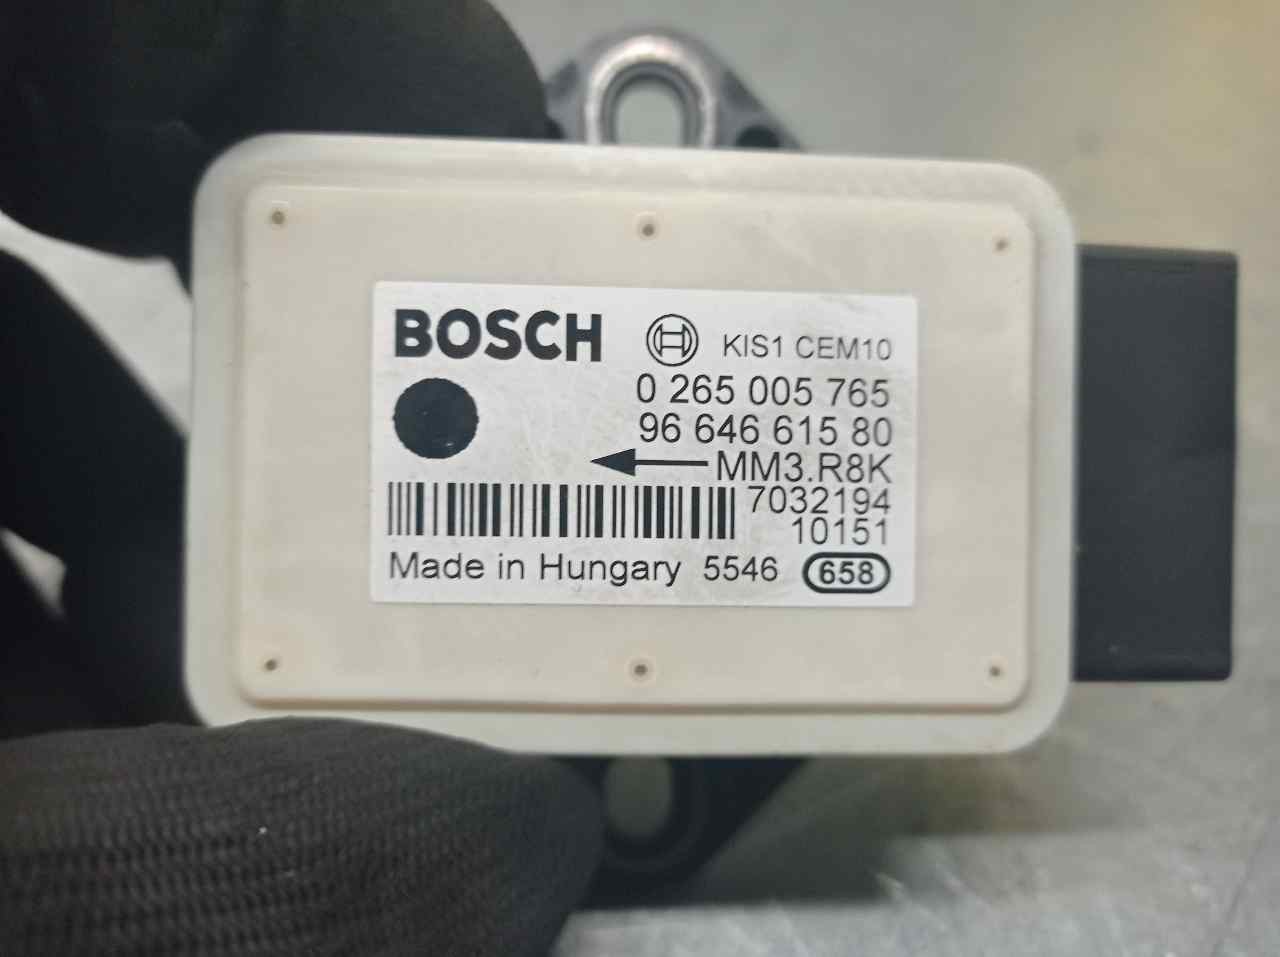 BOSCH KIS1 CEM10
0 265 005 765
96 646 615 80
MM3.R8K
7032194
10151
Made in Hungary 5546 658